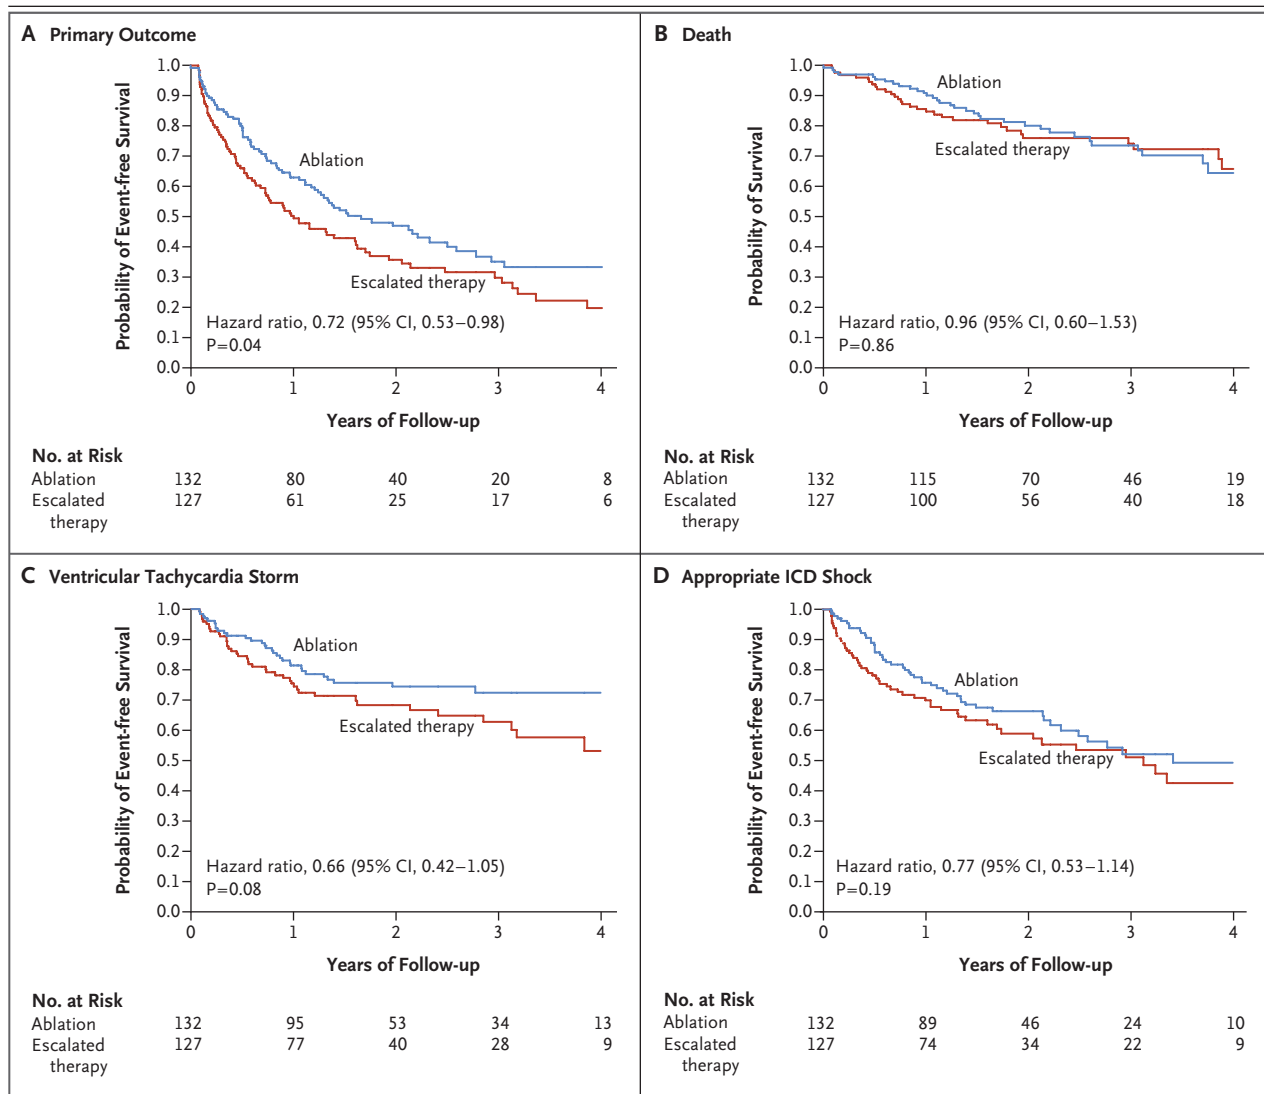 A Primary Outcome
1.0
0.9
0.8
0.7
0.6
0.5
0.4
0.3
0.2
0.1
0.0
Probability of Event-free Survival
Ablation
Escalated therapy
Hazard ratio, 0.72 (95% CI, 0.53–0.98)
P=0.04
0 1 2 3 4
Years of Follow-up
No. at Risk
Ablation 132 80 40 20 8
Escalated 127 61 25 17 6
therapy
B Death
1.0
0.9
0.8
0.7
0.6
0.5
0.4
0.3
0.2
0.1
0.0
Probability of Survival
Ablation
Escalated therapy
Hazard ratio, 0.96 (95% CI, 0.60–1.53)
P=0.86
0 1 2 3 4
Years of Follow-up
No. at Risk
Ablation 132 115 70 46 19
Escalated 127 100 56 40 18
therapy
C Ventricular Tachycardia Storm
1.0
0.9
0.8
0.7
0.6
0.5
0.4
0.3
0.2
0.1
0.0
Probability of Event-free Survival
Ablation
Escalated therapy
Hazard ratio, 0.66 (95% CI, 0.42–1.05)
P=0.08
0 1 2 3 4
Years of Follow-up
No. at Risk
Ablation 132 95 53 34 13
Escalated 127 77 40 28 9
therapy
D Appropriate ICD Shock
1.0
0.9
0.8
0.7
0.6
0.5
0.4
0.3
0.2
0.1
0.0
Probability of Event-free Survival
Ablation
Escalated therapy
Hazard ratio, 0.77 (95% CI, 0.53–1.14)
P=0.19
0 1 2 3 4
Years of Follow-up
No. at Risk
Ablation 132 89 46 24 10
Escalated 127 74 34 22 9
therapy